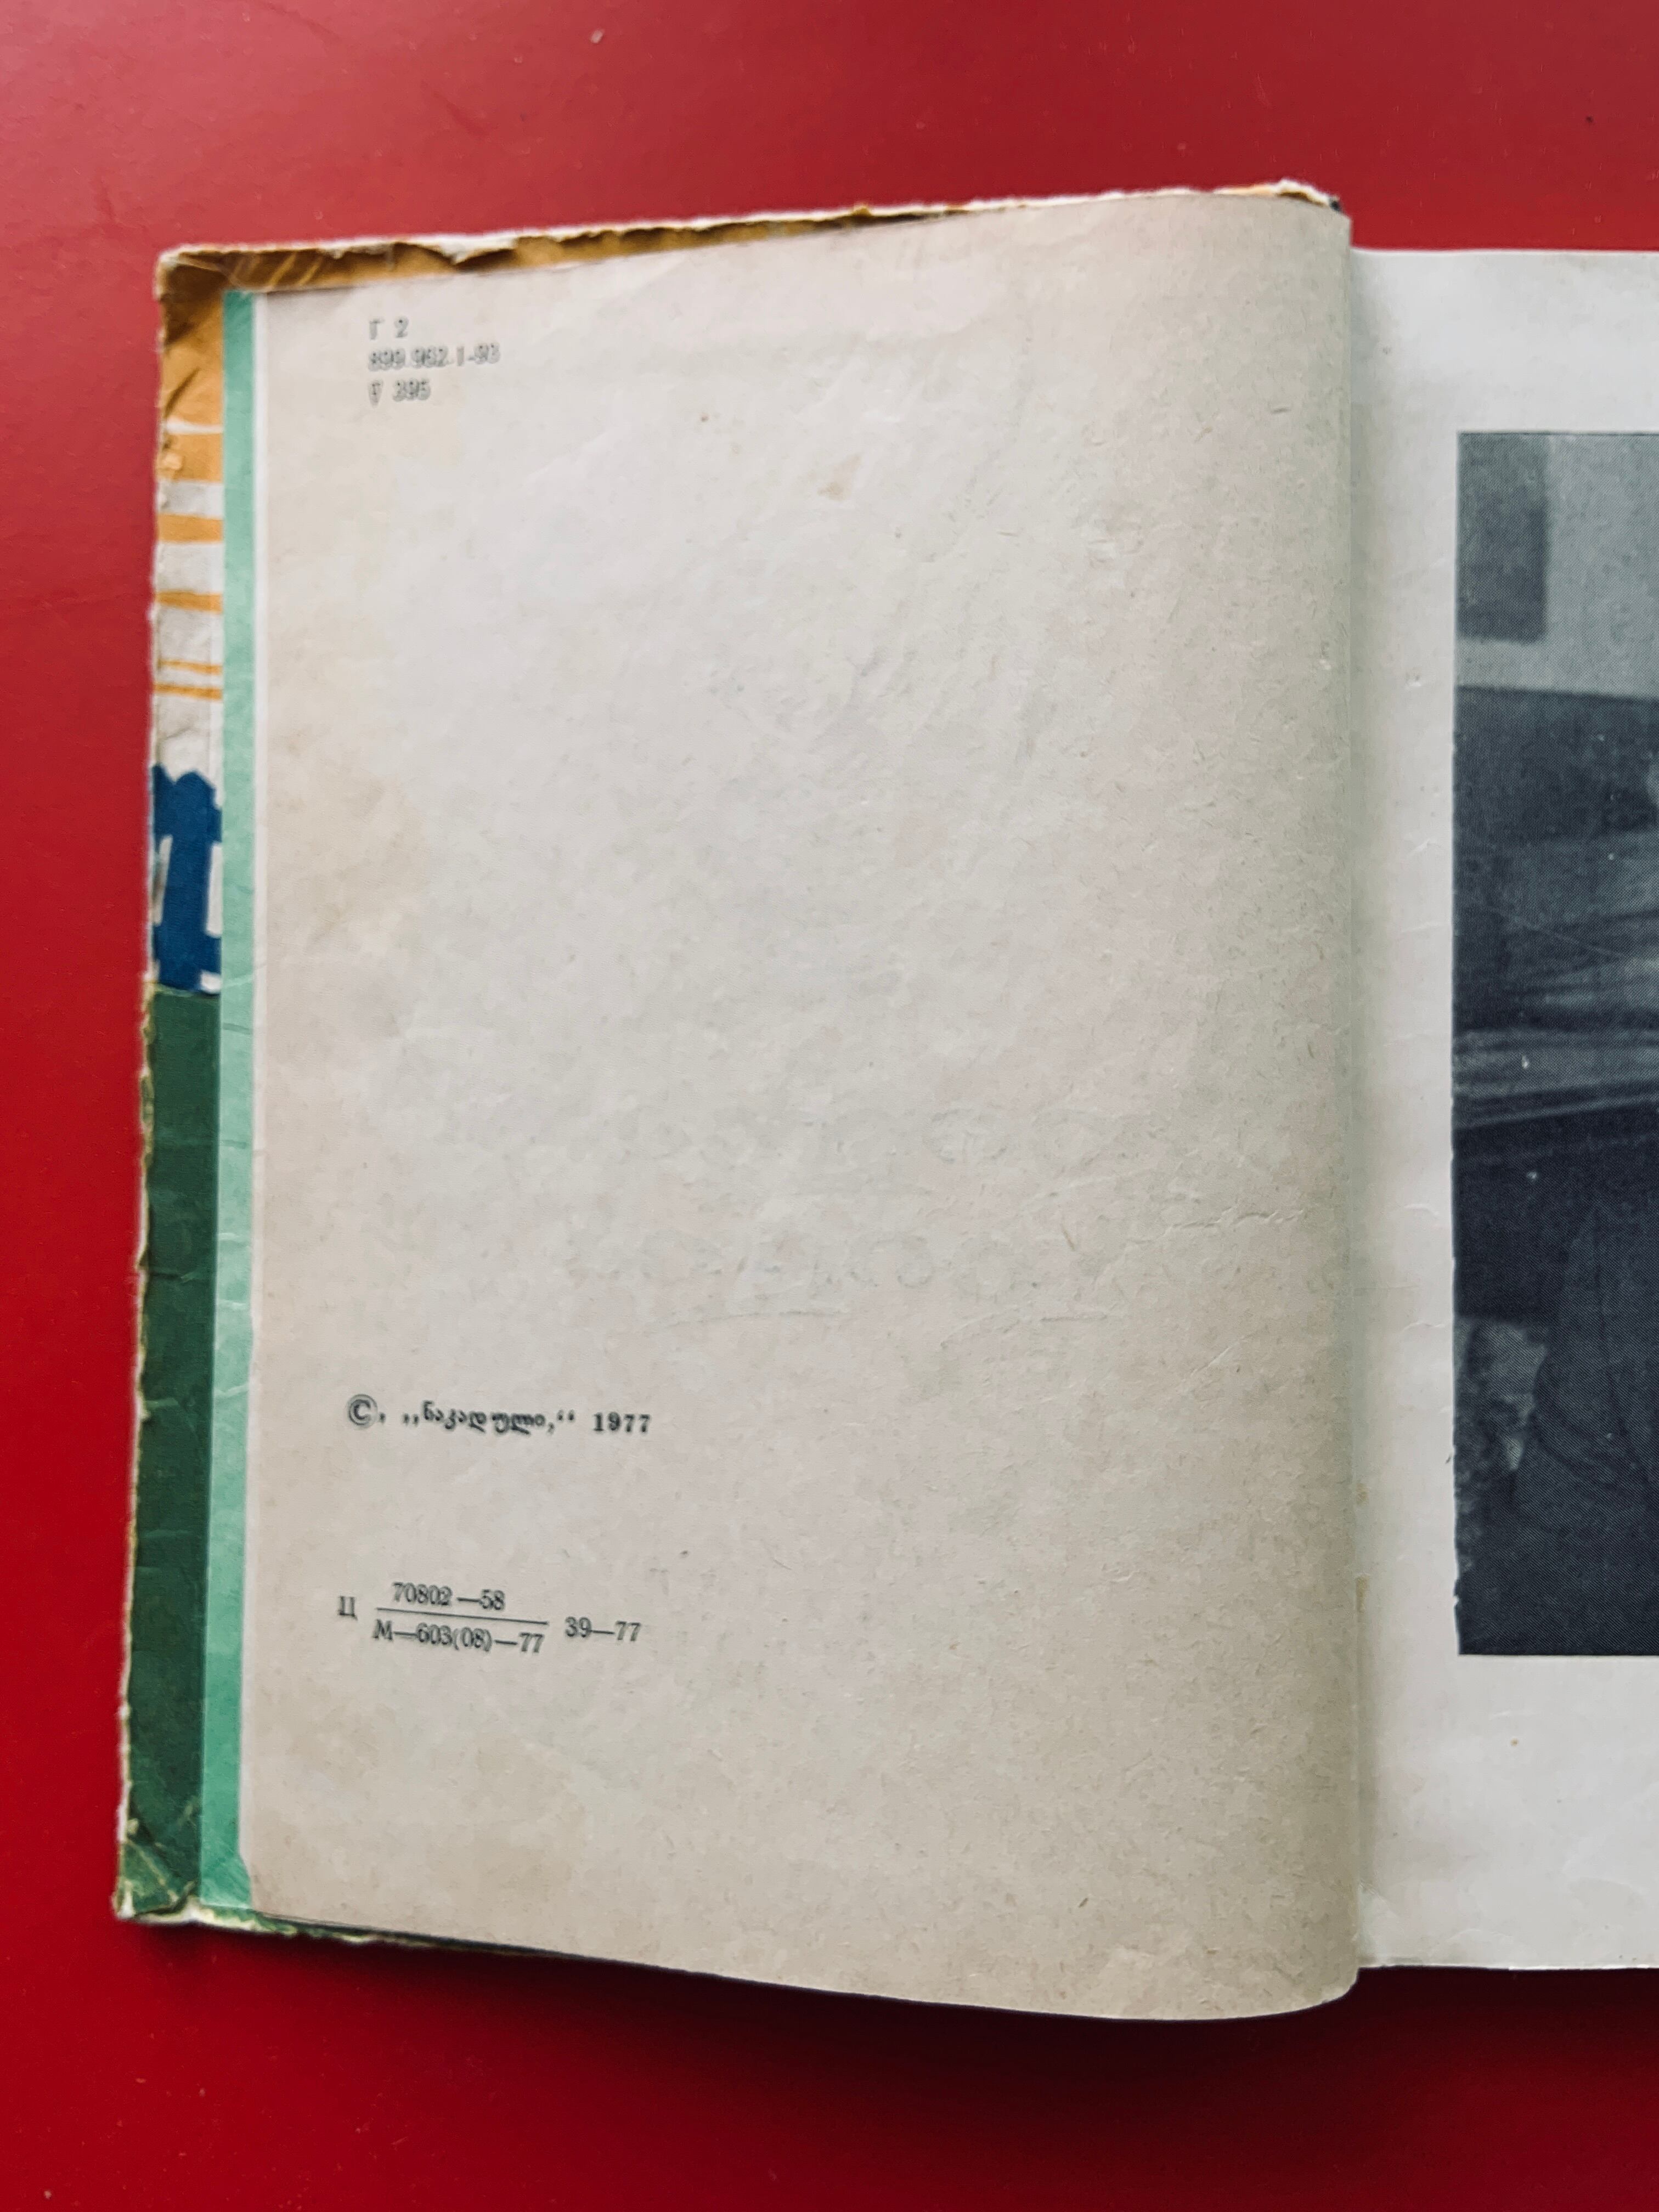 Г 2
899.962.1-93
ღ 395
©, ,,ნაკადული,‘‘ 1977
Ц 70802—58
М—603(08)—77 39—77